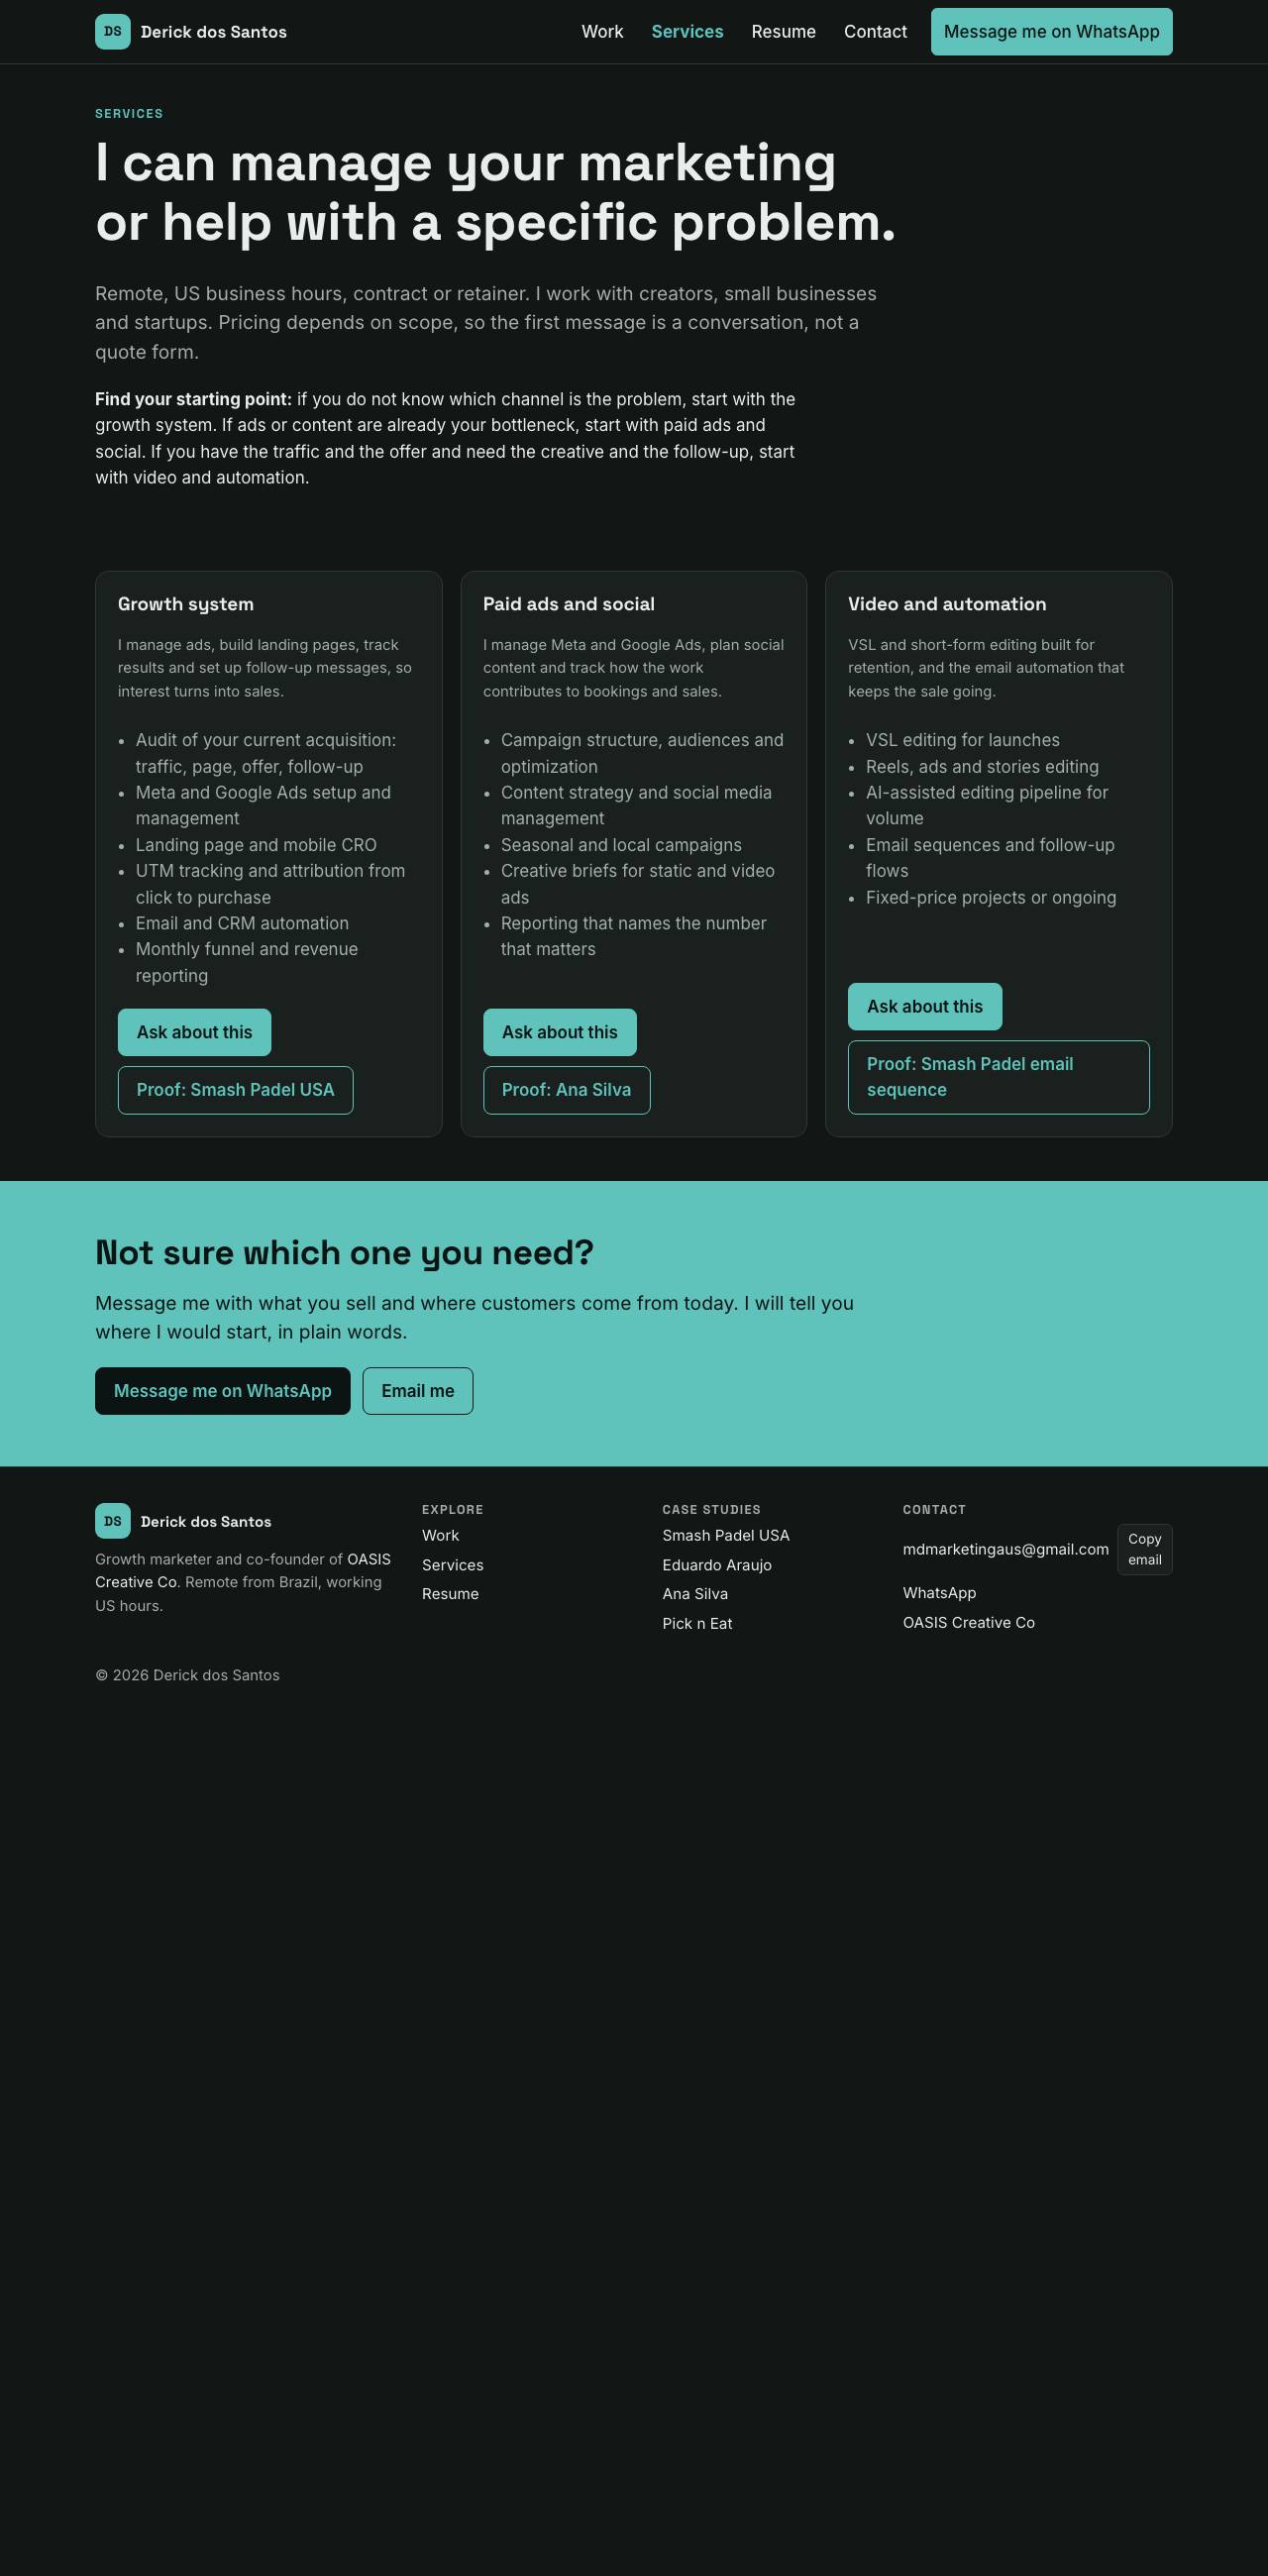 DS
Derick dos Santos
Work
Services
Resume
Contact
Message me on WhatsApp
SERVICES
I can manage your marketing
or help with a specific problem.
Remote, US business hours, contract or retainer. I work with creators, small businesses
and startups. Pricing depends on scope, so the first message is a conversation, not a
quote form.
Find your starting point: if you do not know which channel is the problem, start with the
growth system. If ads or content are already your bottleneck, start with paid ads and
social. If you have the traffic and the offer and need the creative and the follow-up, start
with video and automation.
Growth system
I manage ads, build landing pages, track
results and set up follow-up messages, so
interest turns into sales.
• Audit of your current acquisition:
traffic, page, offer, follow-up
• Meta and Google Ads setup and
management
• Landing page and mobile CRO
• UTM tracking and attribution from
click to purchase
• Email and CRM automation
• Monthly funnel and revenue
reporting
Ask about this
Proof: Smash Padel USA
Paid ads and social
I manage Meta and Google Ads, plan social
content and track how the work
contributes to bookings and sales.
• Campaign structure, audiences and
optimization
• Content strategy and social media
management
• Seasonal and local campaigns
• Creative briefs for static and video
ads
• Reporting that names the number
that matters
Ask about this
Proof: Ana Silva
Video and automation
VSL and short-form editing built for
retention, and the email automation that
keeps the sale going.
• VSL editing for launches
• Reels, ads and stories editing
• AI-assisted editing pipeline for
volume
• Email sequences and follow-up
flows
• Fixed-price projects or ongoing
Ask about this
Proof: Smash Padel email
sequence
Not sure which one you need?
Message me with what you sell and where customers come from today. I will tell you
where I would start, in plain words.
Message me on WhatsApp
Email me
DS
Derick dos Santos
Growth marketer and co-founder of OASIS
Creative Co. Remote from Brazil, working
US hours.
EXPLORE
Work
Services
Resume
CASE STUDIES
Smash Padel USA
Eduardo Araujo
Ana Silva
Pick n Eat
CONTACT
mdmarketingaus@gmail.com
Copy
email
WhatsApp
OASIS Creative Co
© 2026 Derick dos Santos